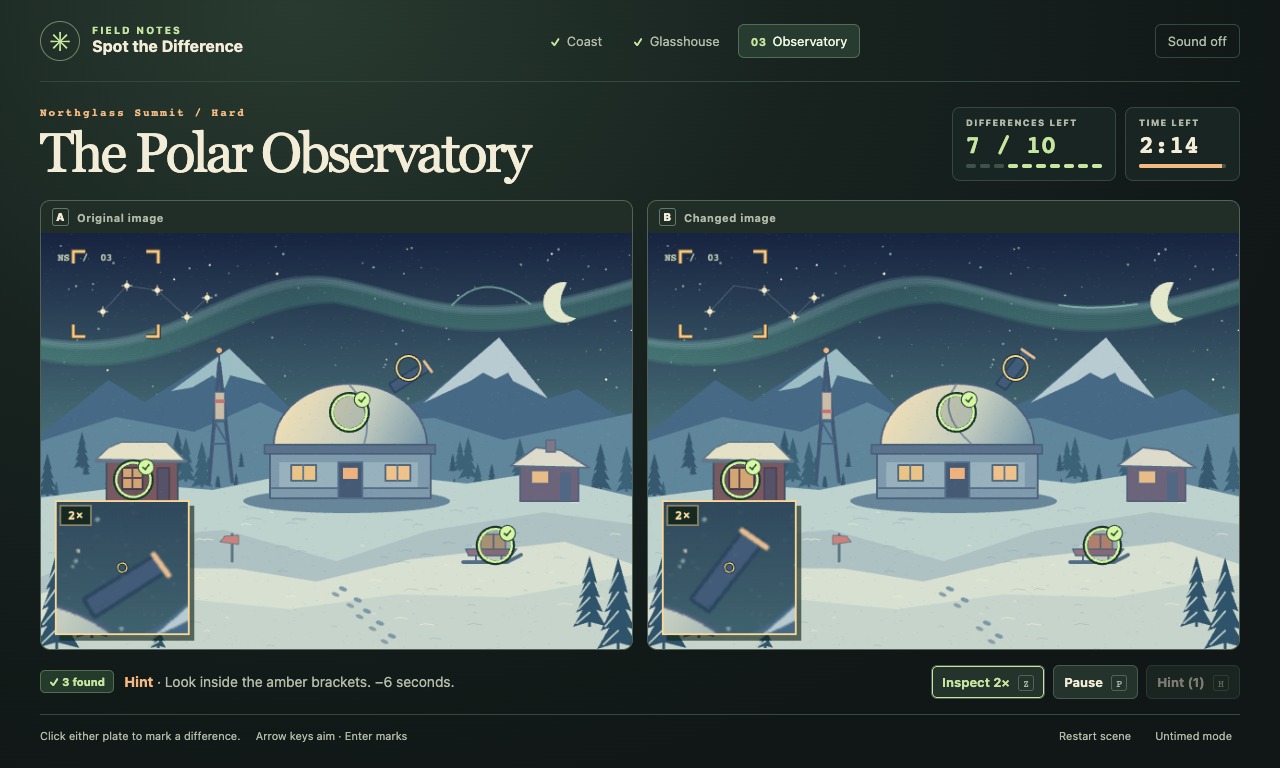 FIELD NOTES
Spot the Difference
Coast
Glasshouse
03 Observatory
Sound off
Northglass Summit / Hard
The Polar Observatory
DIFFERENCES LEFT
7 / 10
TIME LEFT
2:14
A Original image
B Changed image
NS / 03
NS / 03
2×
2×
3 found
Hint · Look inside the amber brackets. −6 seconds.
Inspect 2× Z
Pause P
Hint (1) H
Click either plate to mark a difference.
Arrow keys aim · Enter marks
Restart scene
Untimed mode